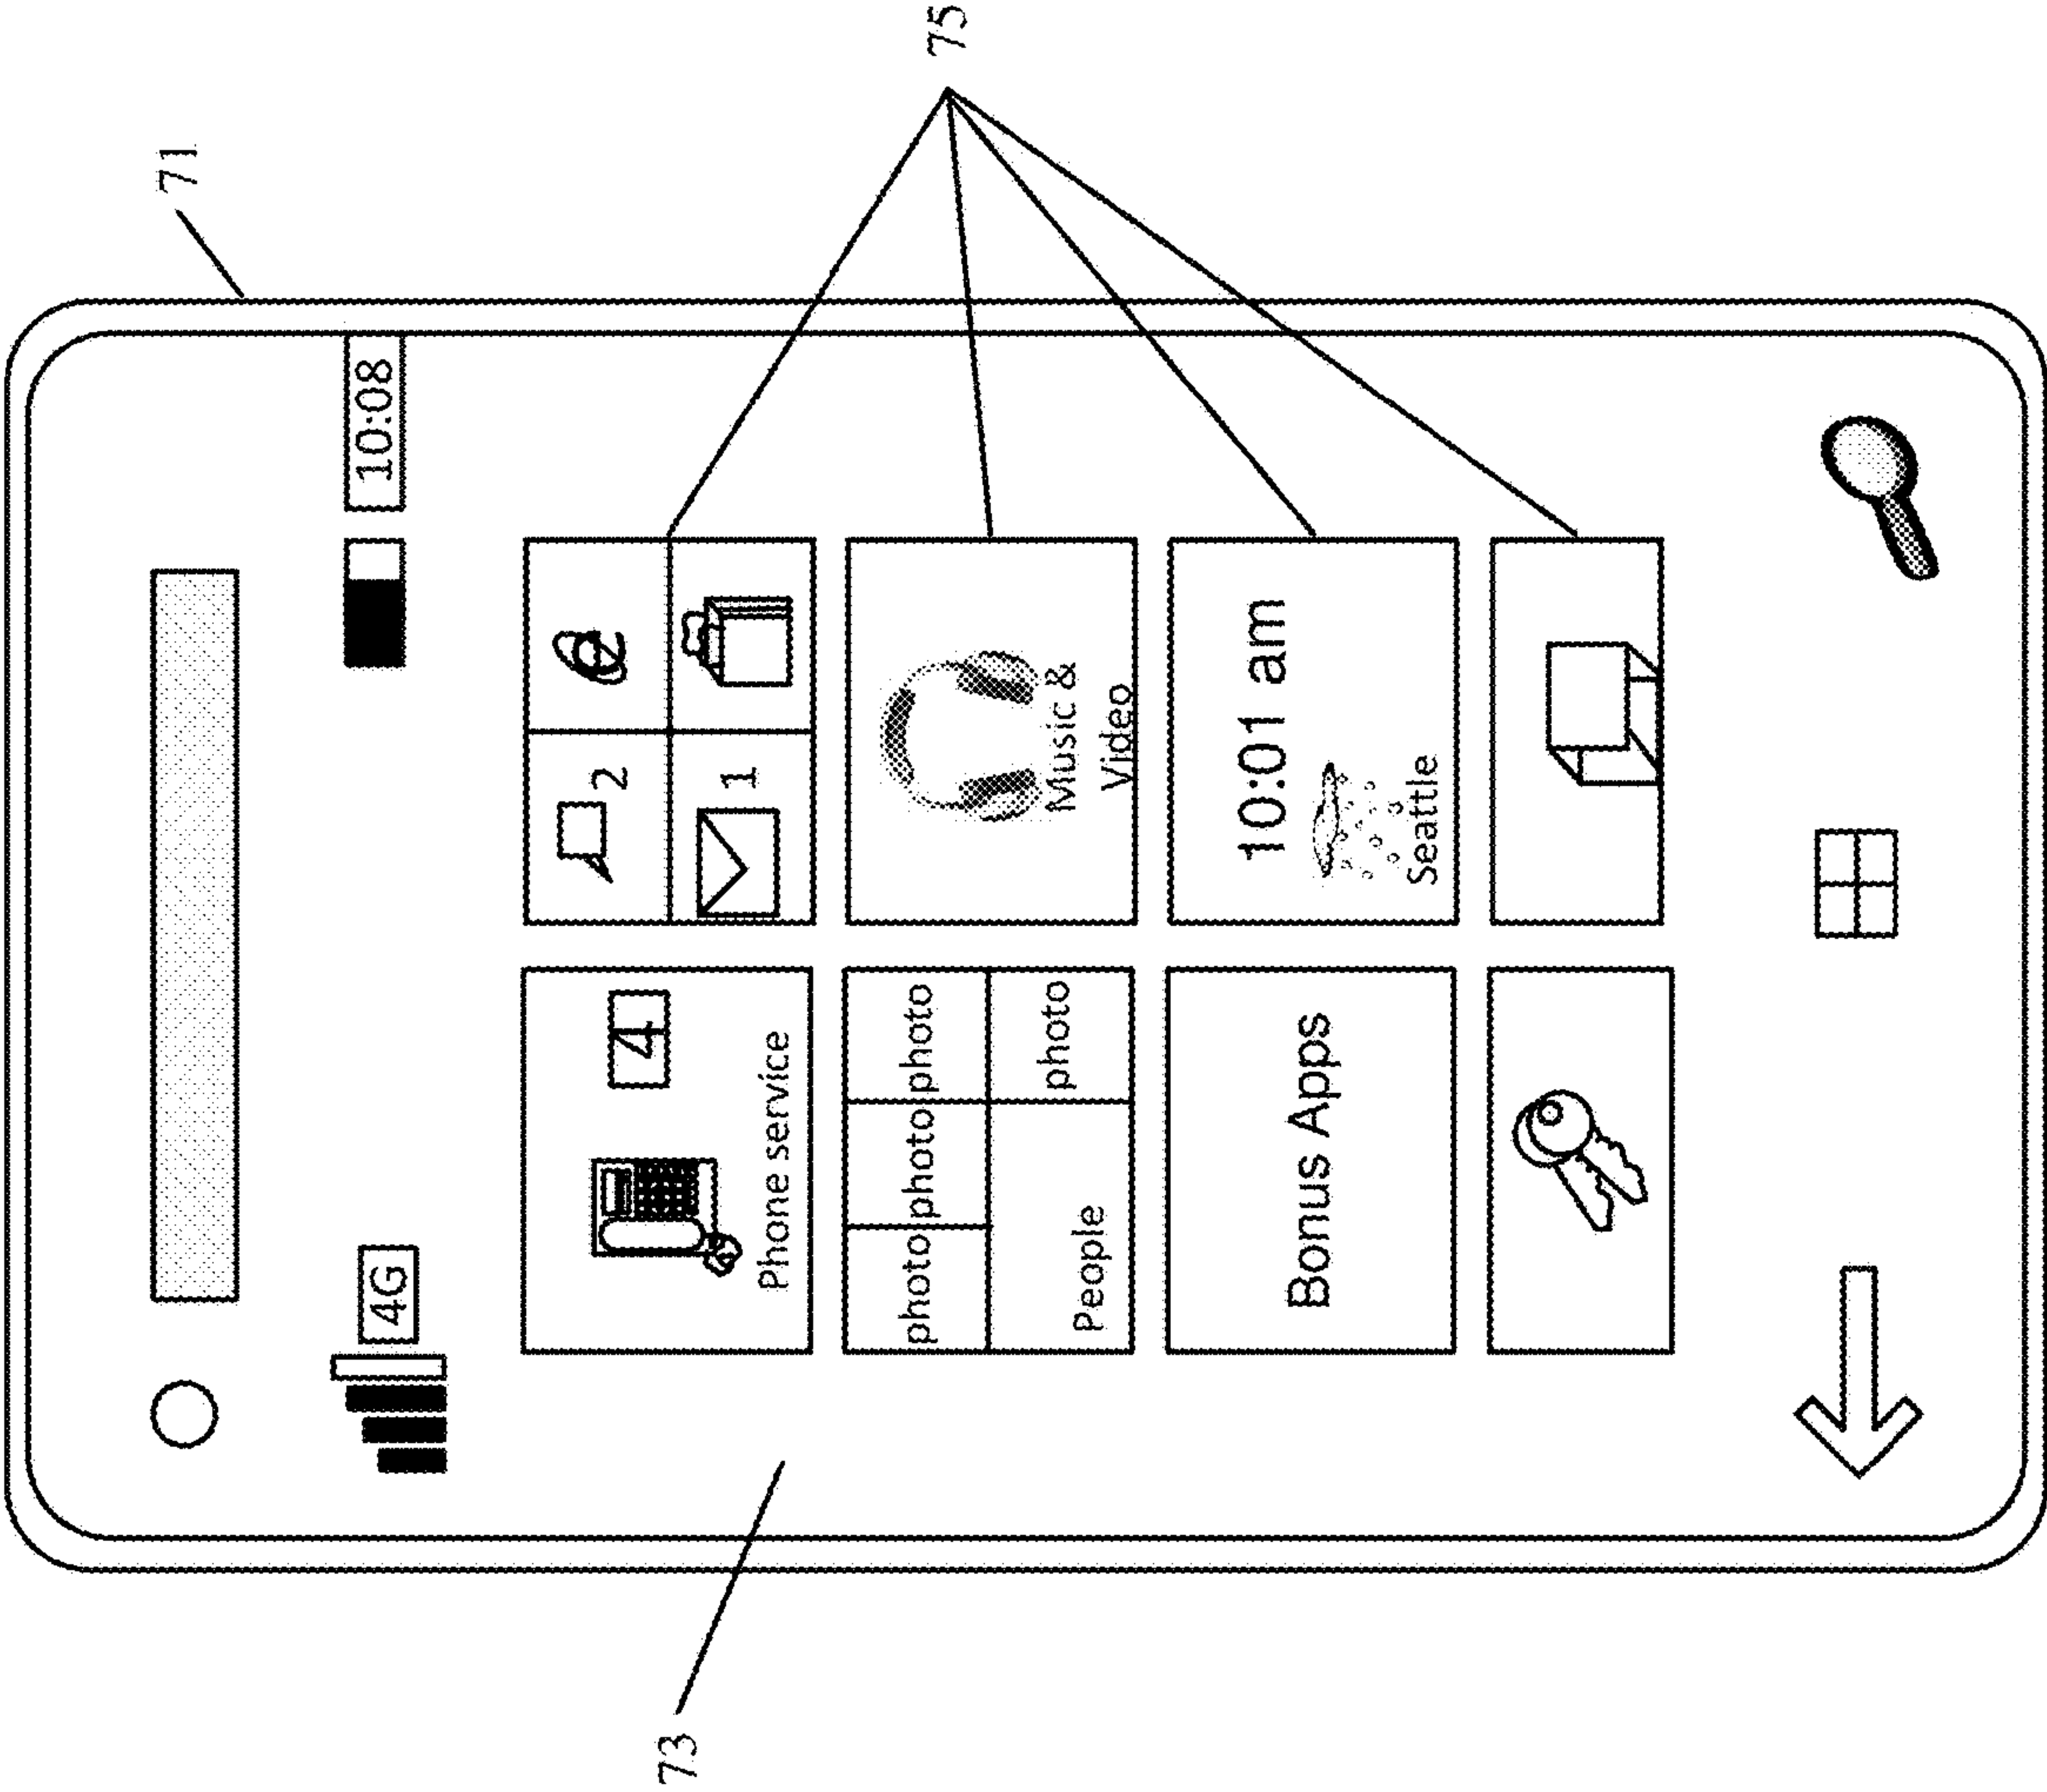 71
4G
10:08
4
Phone service
2
e
1
75
photo photo photo
photo
People
Music &
Video
Bonus Apps
10:01 am
Seattle
73